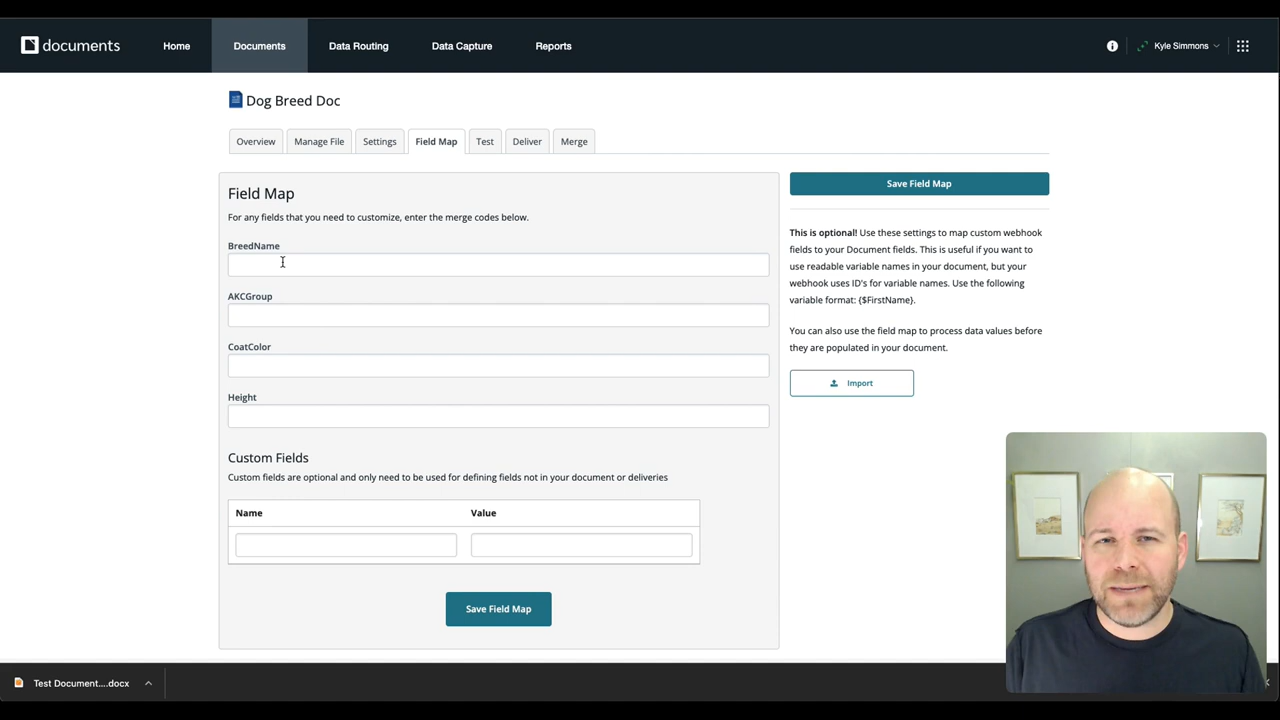 documents
Home
Documents
Data Routing
Data Capture
Reports
Kyle Simmons
Dog Breed Doc
Overview
Manage File
Settings
Field Map
Test
Deliver
Merge
Field Map
For any fields that you need to customize, enter the merge codes below.
BreedName
AKCGroup
CoatColor
Height
Custom Fields
Custom fields are optional and only need to be used for defining fields not in your document or deliveries
Name
Value
Save Field Map
Save Field Map
This is optional! Use these settings to map custom webhook
fields to your Document fields. This is useful if you want to
use readable variable names in your document, but your
webhook uses ID's for variable names. Use the following
variable format: {$FirstName}.
You can also use the field map to process data values before
they are populated in your document.
Import
Test Document....docx